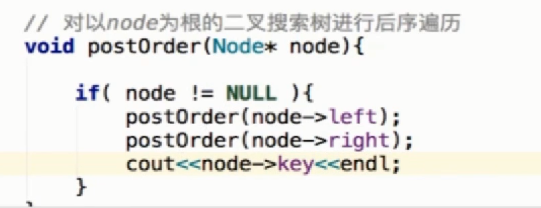 // 对以node为根的二叉搜索树进行后序遍历
void postOrder(Node* node){
if( node != NULL ){
postOrder(node->left);
postOrder(node->right);
cout<<node->key<<endl;
}